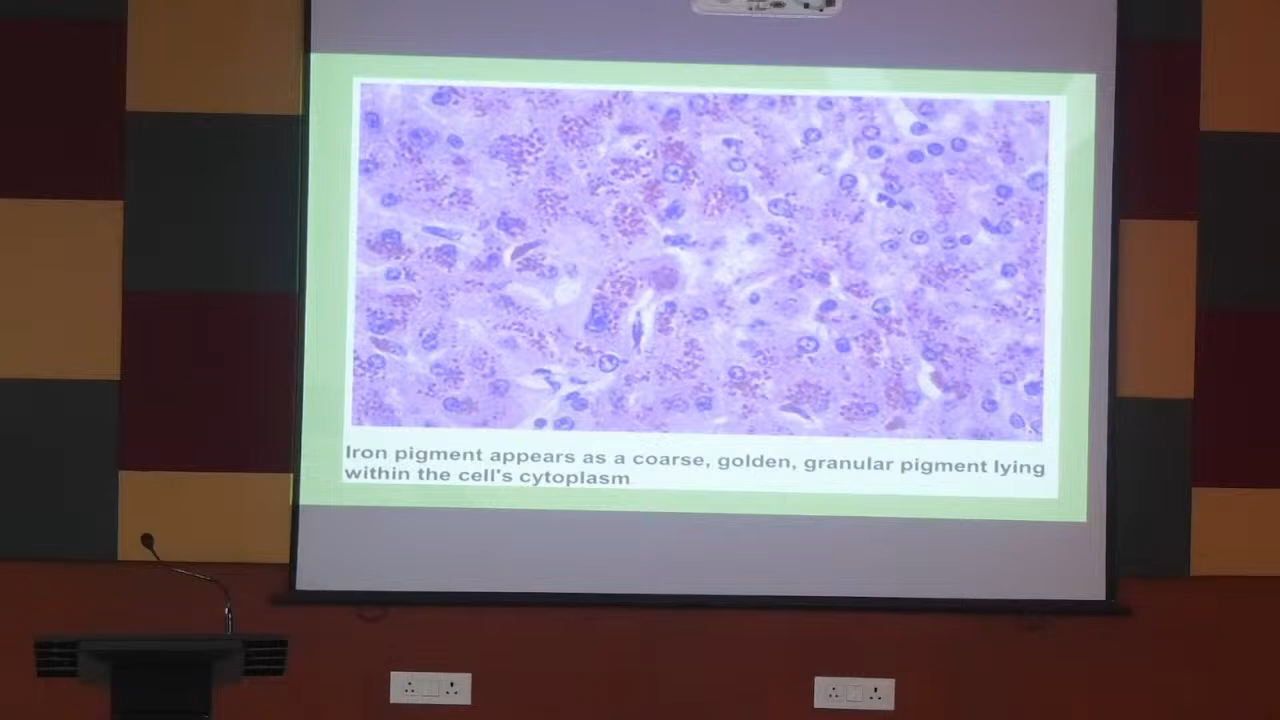 Iron pigment appears as a coarse, golden, granular pigment lying
within the cell's cytoplasm